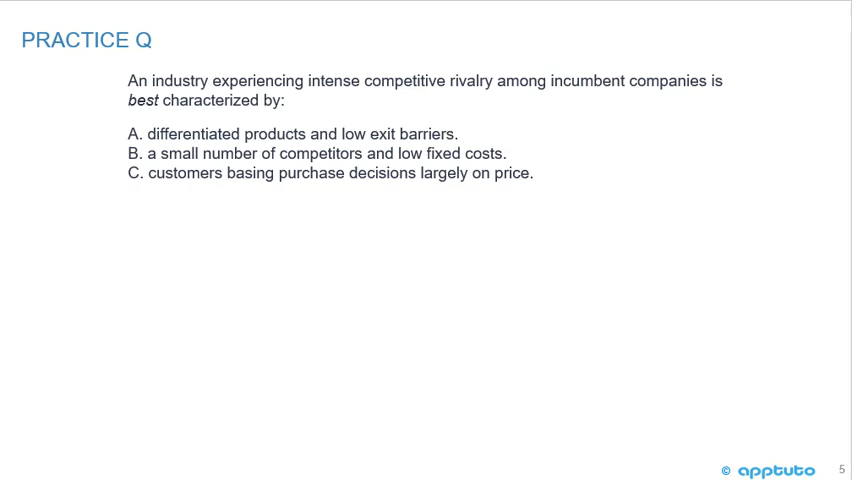 PRACTICE Q
An industry experiencing intense competitive rivalry among incumbent companies is
best characterized by:
A. differentiated products and low exit barriers.
B. a small number of competitors and low fixed costs.
C. customers basing purchase decisions largely on price.
© apptuto
5